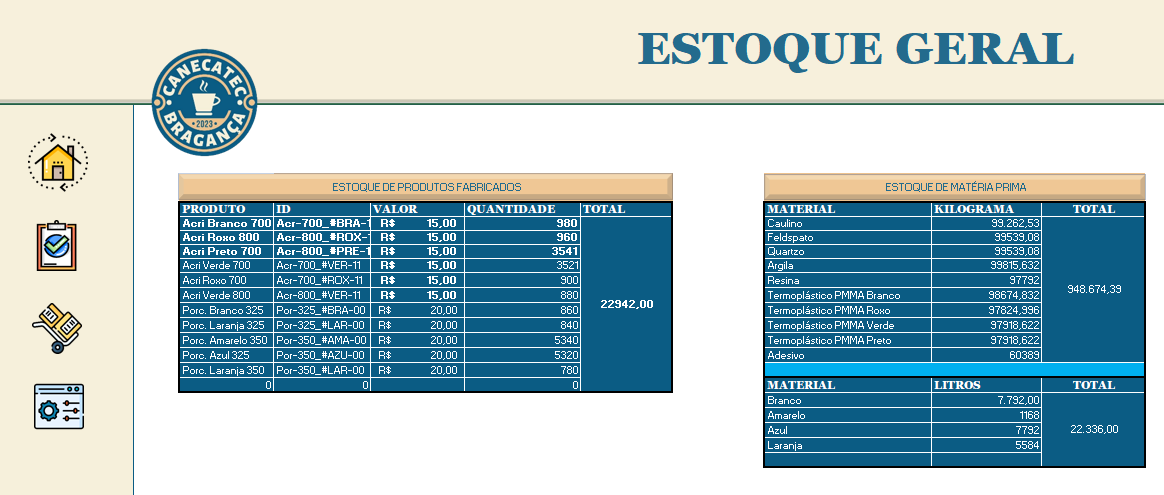 ESTOQUE GERAL
CANECATEC
2023
BRAGANÇA
ESTOQUE DE PRODUTOS FABRICADOS
PRODUTO ID VALOR QUANTIDADE TOTAL
Acri Branco 700 Acr-700_#BRA-1 R$ 15,00 980
Acri Roxo 800 Acr-800_#ROX-1 R$ 15,00 960
Acri Preto 700 Acr-800_#PRE-1 R$ 15,00 3541
Acri Verde 700 Acr-700_#VER-11 R$ 15,00 3521
Acri Roxo 700 Acr-700_#ROX-11 R$ 15,00 900
Acri Verde 800 Acr-800_#VER-11 R$ 15,00 880
22942,00
Porc. Branco 325 Por-325_#BRA-00 R$ 20,00 860
Porc. Laranja 325 Por-325_#LAR-00 R$ 20,00 840
Porc. Amarelo 350 Por-350_#AMA-00 R$ 20,00 5340
Porc. Azul 325 Por-350_#AZU-00 R$ 20,00 5320
Porc. Laranja 350 Por-350_#LAR-00 R$ 20,00 780
0 0 0
ESTOQUE DE MATÉRIA PRIMA
MATERIAL KILOGRAMA TOTAL
Caulino 99.262,53
Feldspato 99539,08
Quartzo 99539,08
Argila 99815,632
Resina 97792
948.674,39
Termoplástico PMMA Branco 98674,832
Termoplástico PMMA Roxo 97824,996
Termoplástico PMMA Verde 97918,622
Termoplástico PMMA Preto 97918,622
Adesivo 60389
MATERIAL LITROS TOTAL
Branco 7.792,00
Amarelo 1168
Azul 7792 22.336,00
Laranja 5584